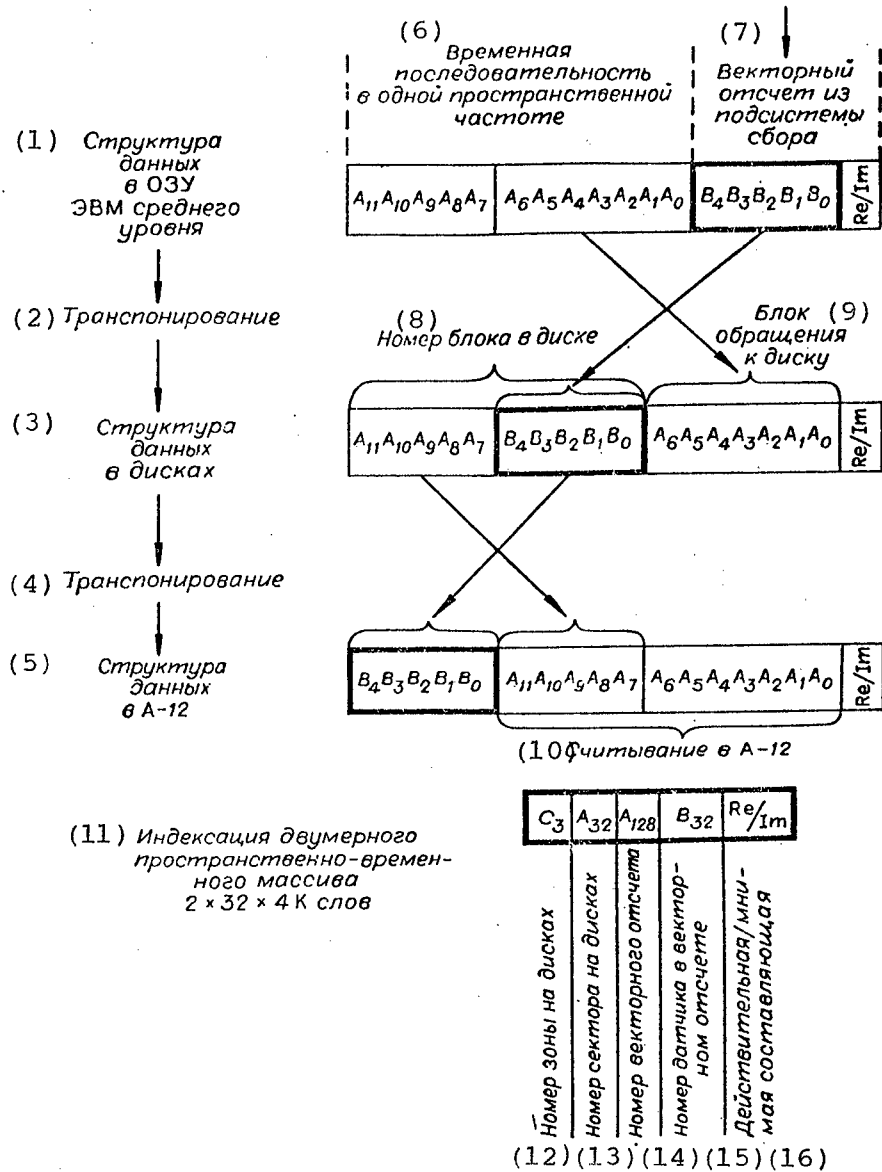 (6)
Временная
последовательность
в одной пространственной
частоте
(7)
Векторный
отсчет из
подсистемы
сбора
(1) Структура
данных
в ОЗУ
ЭВМ среднего
уровня
A11A10A9A8A7
A6A5A4A3A2A1A0
B4B3B2B1B0
Re/Im
(2) Транспонирование
(8)
Номер блока в диске
Блок (9)
обращения
к диску
(3) Структура
данных
в дисках
A11A10A9A8A7
B4B3B2B1B0
A6A5A4A3A2A1A0
Re/Im
(4) Транспонирование
(5) Структура
данных
в А-12
B4B3B2B1B0
A11A10A9A8A7
A6A5A4A3A2A1A0
Re/Im
(10) Считывание в А-12
(11) Индексация двумерного
пространственно-времен-
ного массива
2 × 32 × 4 К слов
C3 A32 A128 B32 Re/Im
Номер зоны на дисках
Номер сектора на дисках
Номер векторного отсчета
Номер датчика в вектор-
ном отсчете
Действительная/мни-
мая составляющая
(12) (13) (14) (15) (16)